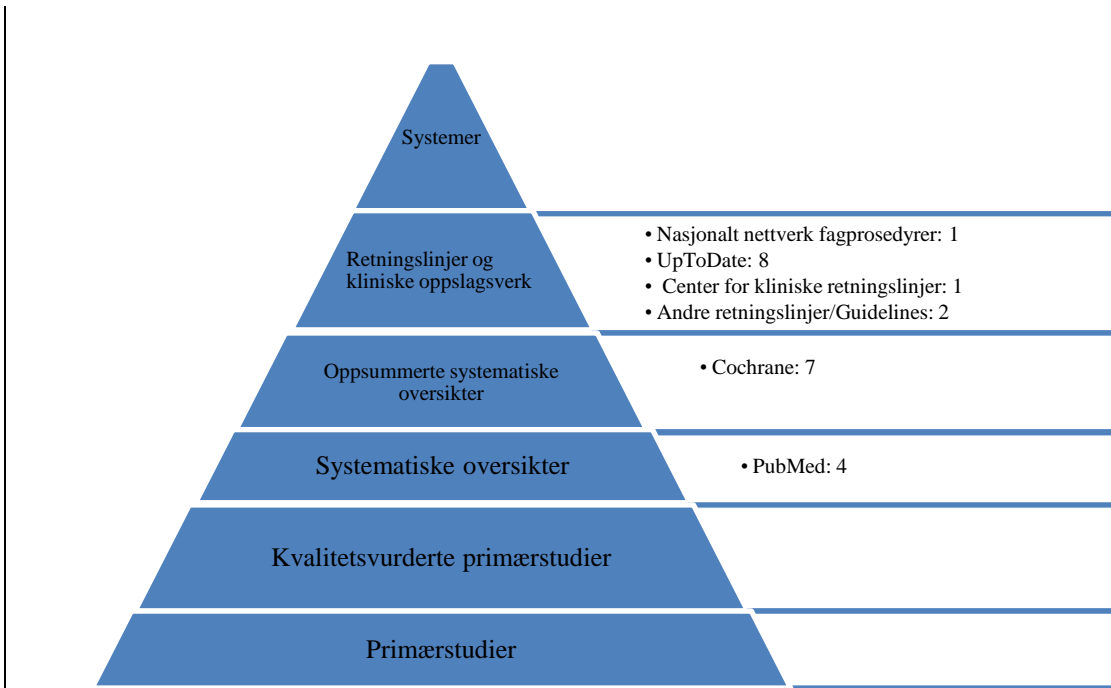 Systemer
Retningslinjer og
kliniske oppslagsverk
• Nasjonalt nettverk fagprosedyrer: 1
• UpToDate: 8
• Center for kliniske retningslinjer: 1
• Andre retningslinjer/Guidelines: 2
Oppsummerte systematiske
oversikter
• Cochrane: 7
Systematiske oversikter
• PubMed: 4
Kvalitetsvurderte primærstudier
Primærstudier